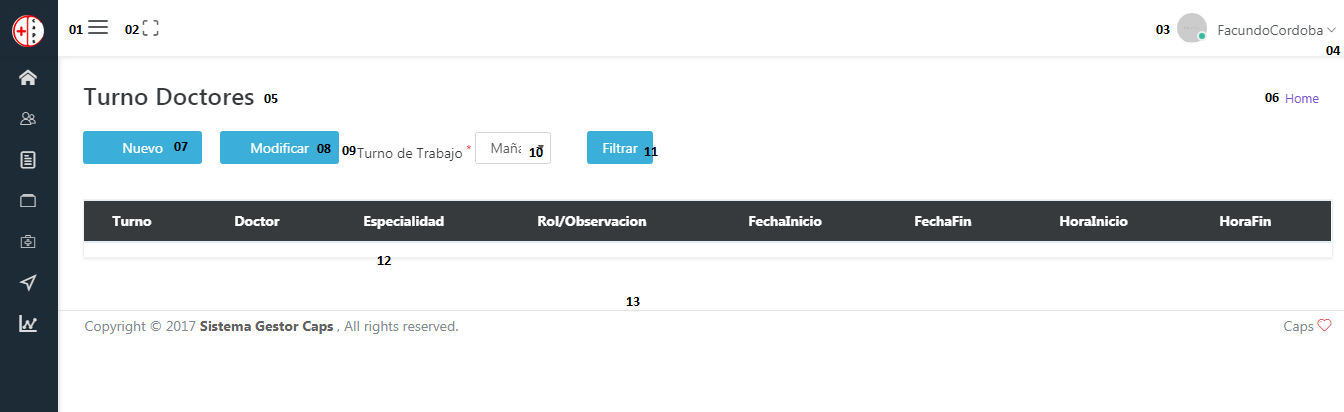 CAPS
01 02 03 FacundoCordoba
04
Turno Doctores 05 06 Home
Nuevo 07 Modificar 08 09 Turno de Trabajo * Maña 10 Filtrar 11
Turno Doctor Especialidad Rol/Observacion FechaInicio FechaFin HoraInicio HoraFin
12
13
Copyright © 2017 Sistema Gestor Caps , All rights reserved. Caps